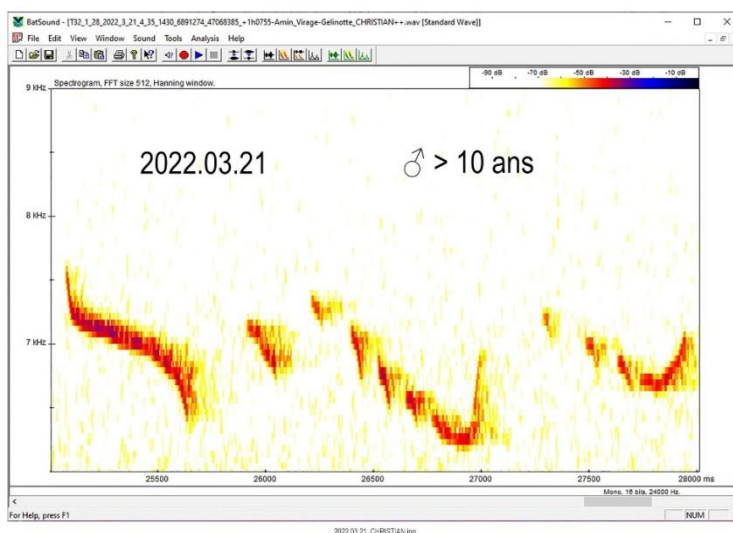 BatSound - [T32_1_28_2022_3_21_4_35_1430_6891274_47068385_+1h0755-Amin_Virage-Gelinotte_CHRISTIAN++.wav [Standard Wave]]
File Edit View Window Sound Tools Analysis Help
Spectrogram, FFT size 512, Hanning window.
-90 dB -70 dB -50 dB -30 dB -10 dB
9 kHz
2022.03.21 ♂ > 10 ans
8 kHz
7 kHz
25500 26000 26500 27000 27500 28000 ms
Mono, 16 bits, 24000 Hz.
For Help, press F1 NUM
2022.03.21_CHRISTIAN.jpg